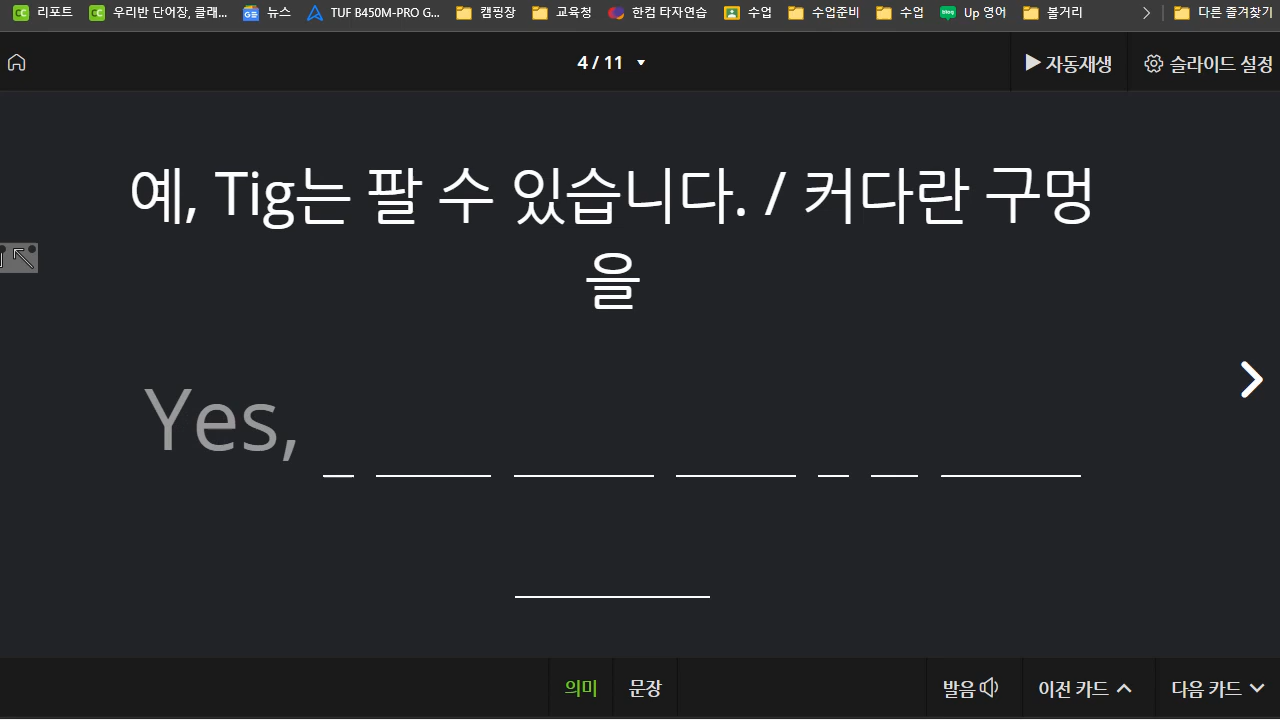 리포트 우리반 단어장, 클래... 뉴스 TUF B450M-PRO G... 캠핑장 교육청 한컴 타자연습 수업 수업준비 수업 Up 영어 볼거리 다른 즐겨찾기
4 / 11 자동재생 슬라이드 설정
예, Tig는 팔 수 있습니다. / 커다란 구멍
을
Yes,
의미 문장 발음 이전 카드 다음 카드